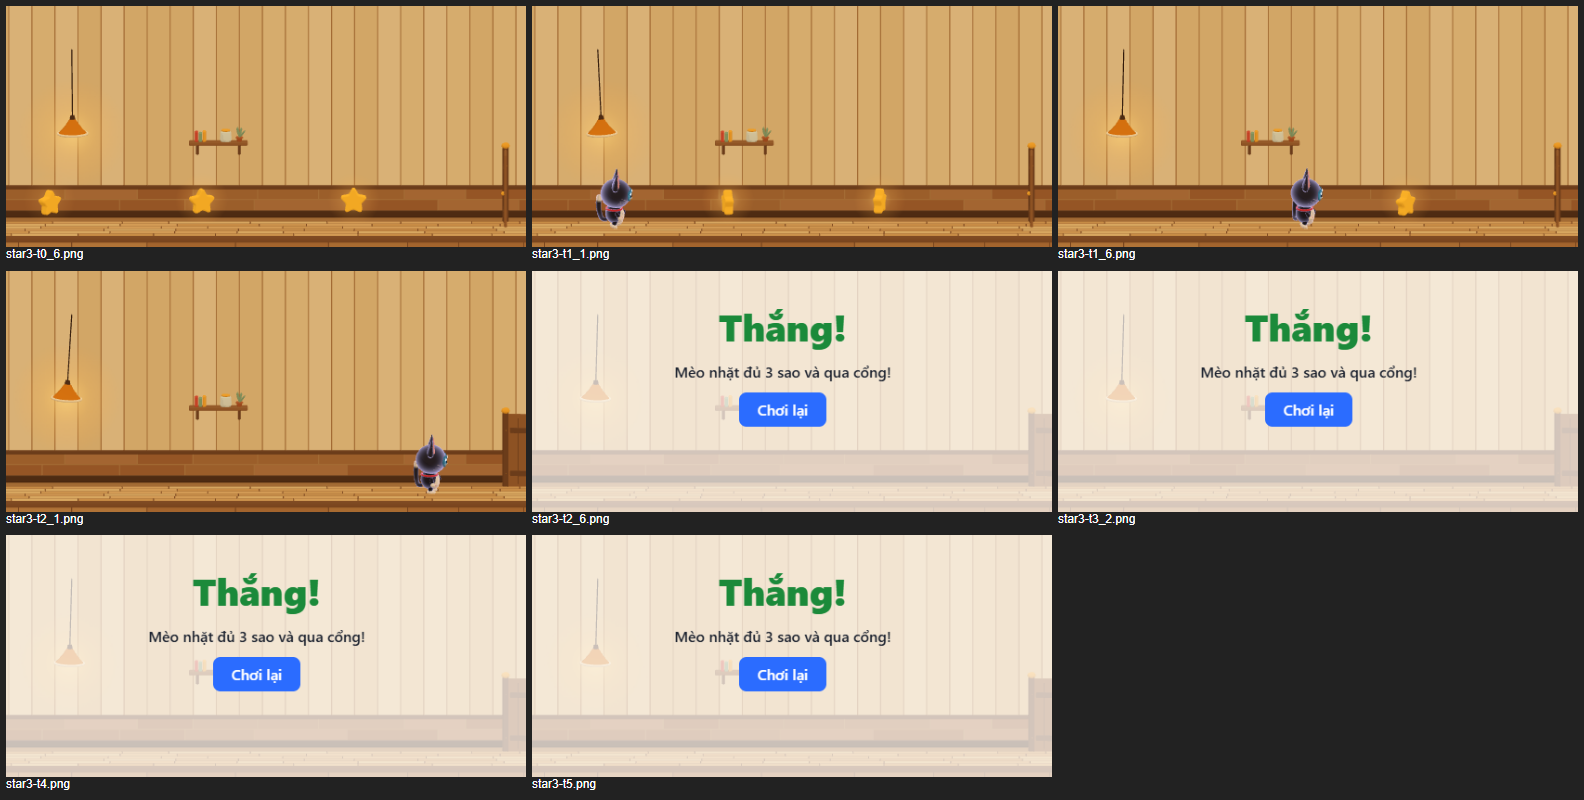 star3-t0_6.png
star3-t1_1.png
star3-t1_6.png
star3-t2_1.png
Thắng!
Mèo nhặt đủ 3 sao và qua cổng!
Chơi lại
star3-t2_6.png
Thắng!
Mèo nhặt đủ 3 sao và qua cổng!
Chơi lại
star3-t3_2.png
Thắng!
Mèo nhặt đủ 3 sao và qua cổng!
Chơi lại
star3-t4.png
Thắng!
Mèo nhặt đủ 3 sao và qua cổng!
Chơi lại
star3-t5.png